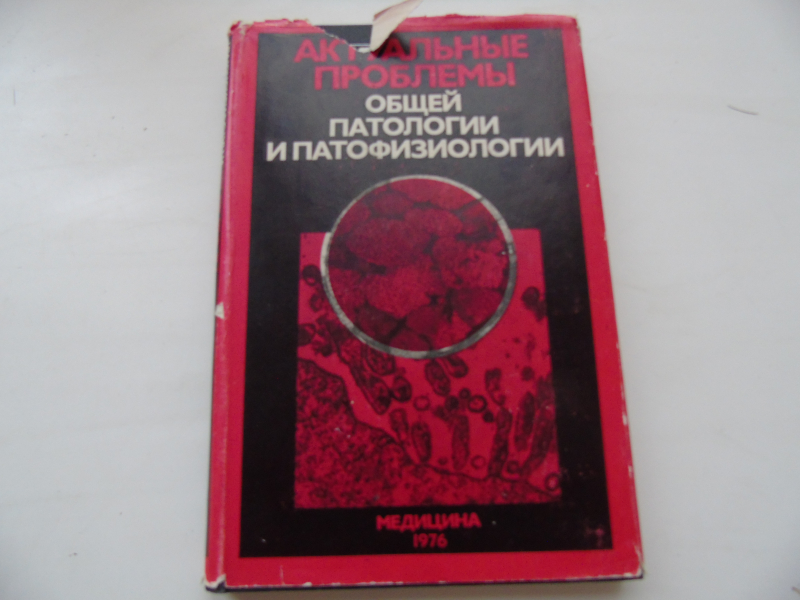 АКТУАЛЬНЫЕ
ПРОБЛЕМЫ
ОБЩЕЙ
ПАТОЛОГИИ
И ПАТОФИЗИОЛОГИИ
МЕДИЦИНА
1976